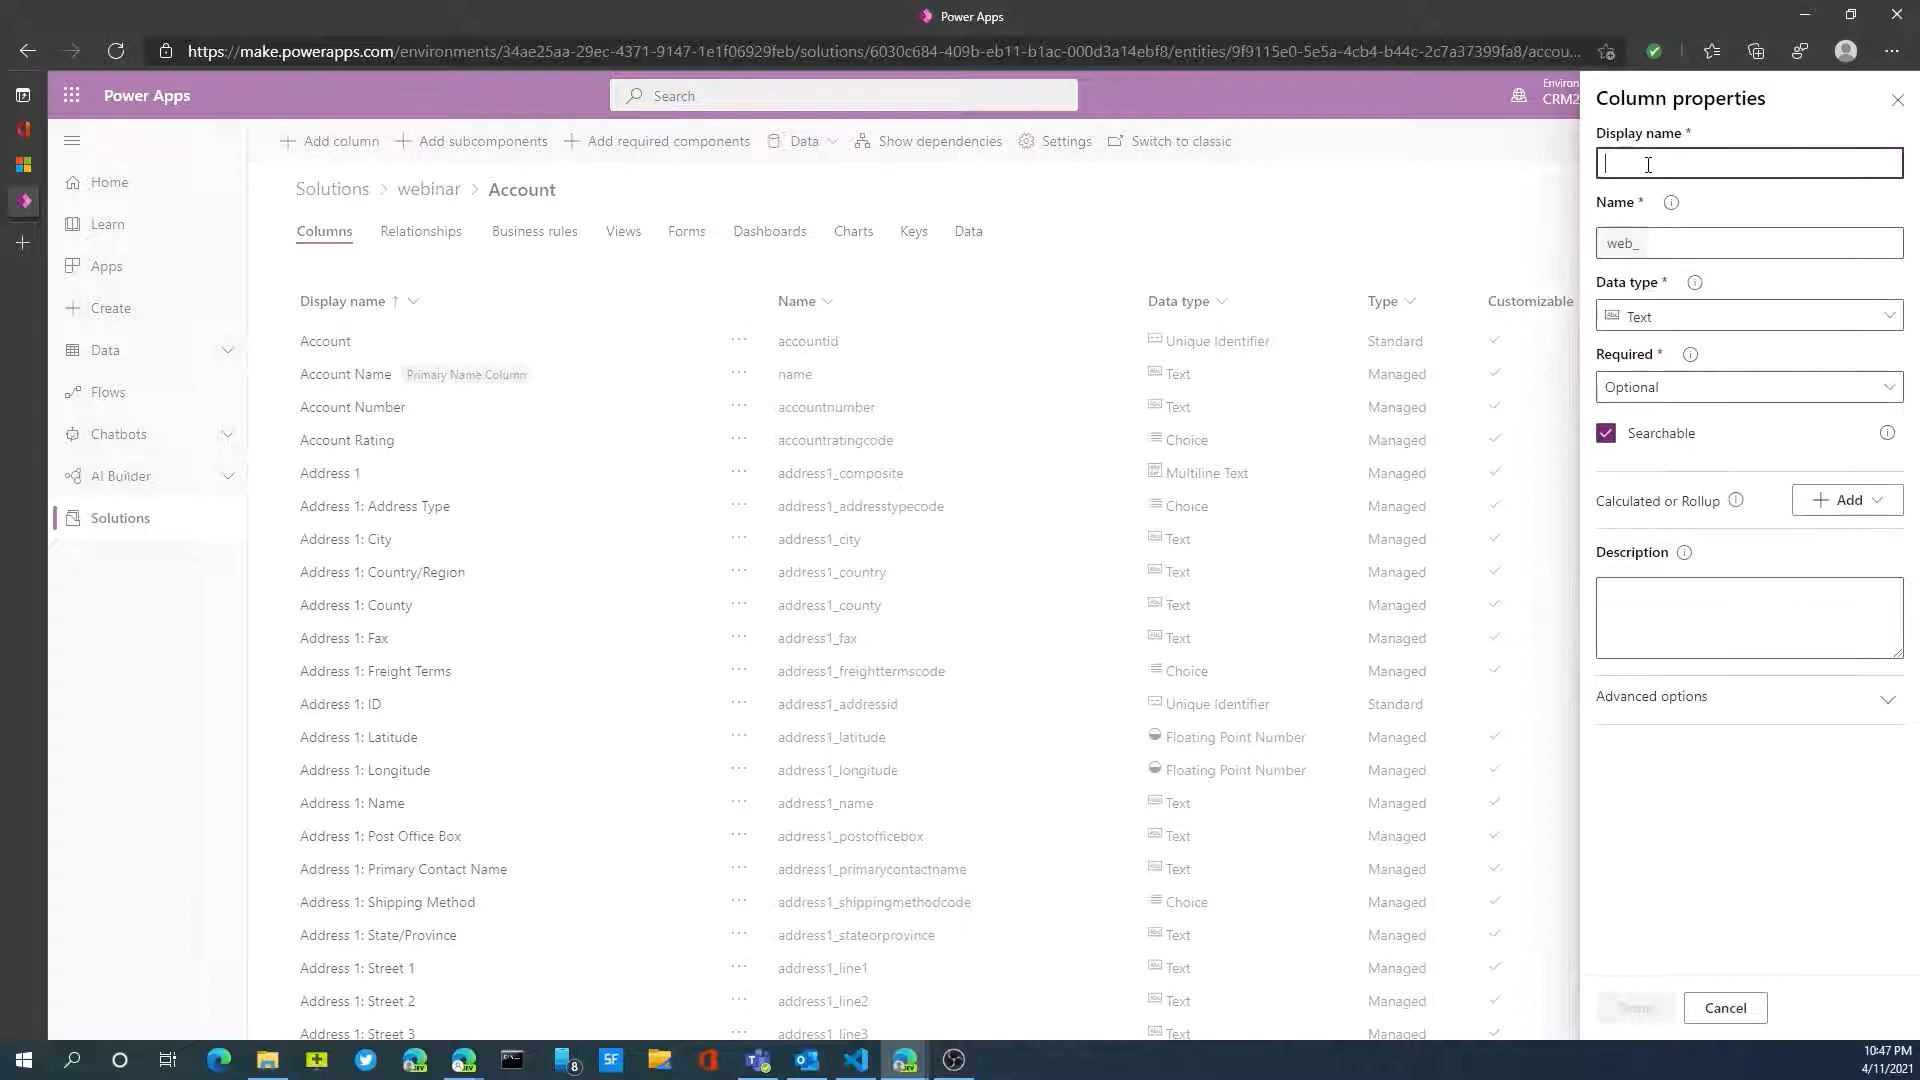 Power Apps
https://make.powerapps.com/environments/34ae25aa-29ec-4371-9147-1e1f06929feb/solutions/6030c684-409b-eb11-b1ac-000d3a14ebf8/entities/9f9115e0-5e5a-4cb4-b44c-2c7a37399fa8/accou...
Power Apps
Search
Environ
CRM2
Home
Learn
Apps
Create
Data
Flows
Chatbots
AI Builder
Solutions
Add column
Add subcomponents
Add required components
Data
Show dependencies
Settings
Switch to classic
Solutions > webinar > Account
Columns Relationships Business rules Views Forms Dashboards Charts Keys Data
Display name ↑ Name Data type Type Customizable
Account ··· accountid Unique Identifier Standard
Account Name Primary Name Column ··· name Text Managed
Account Number ··· accountnumber Text Managed
Account Rating ··· accountratingcode Choice Managed
Address 1 ··· address1_composite Multiline Text Managed
Address 1: Address Type ··· address1_addresstypecode Choice Managed
Address 1: City ··· address1_city Text Managed
Address 1: Country/Region ··· address1_country Text Managed
Address 1: County ··· address1_county Text Managed
Address 1: Fax ··· address1_fax Text Managed
Address 1: Freight Terms ··· address1_freighttermscode Choice Managed
Address 1: ID ··· address1_addressid Unique Identifier Standard
Address 1: Latitude ··· address1_latitude Floating Point Number Managed
Address 1: Longitude ··· address1_longitude Floating Point Number Managed
Address 1: Name ··· address1_name Text Managed
Address 1: Post Office Box ··· address1_postofficebox Text Managed
Address 1: Primary Contact Name ··· address1_primarycontactname Text Managed
Address 1: Shipping Method ··· address1_shippingmethodcode Choice Managed
Address 1: State/Province ··· address1_stateorprovince Text Managed
Address 1: Street 1 ··· address1_line1 Text Managed
Address 1: Street 2 ··· address1_line2 Text Managed
Address 1: Street 3 ··· address1_line3 Text Managed
Column properties
Display name *
Name *
web_
Data type *
Text
Required *
Optional
Searchable
Calculated or Rollup
Add
Description
Advanced options
Cancel
10:47 PM
4/11/2021